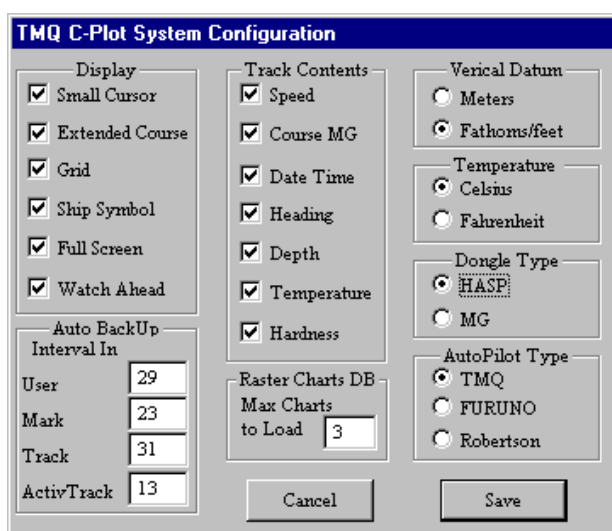 TMQ C-Plot System Configuration
Display
Small Cursor
Extended Course
Grid
Ship Symbol
Full Screen
Watch Ahead
Auto BackUp
Interval In
User 29
Mark 23
Track 31
ActivTrack 13
Track Contents
Speed
Course MG
Date Time
Heading
Depth
Temperature
Hardness
Raster Charts DB
Max Charts
to Load 3
Verical Datum
Meters
Fathoms/feet
Temperature
Celsius
Fahrenheit
Dongle Type
HASP
MG
AutoPilot Type
TMQ
FURUNO
Robertson
Cancel
Save